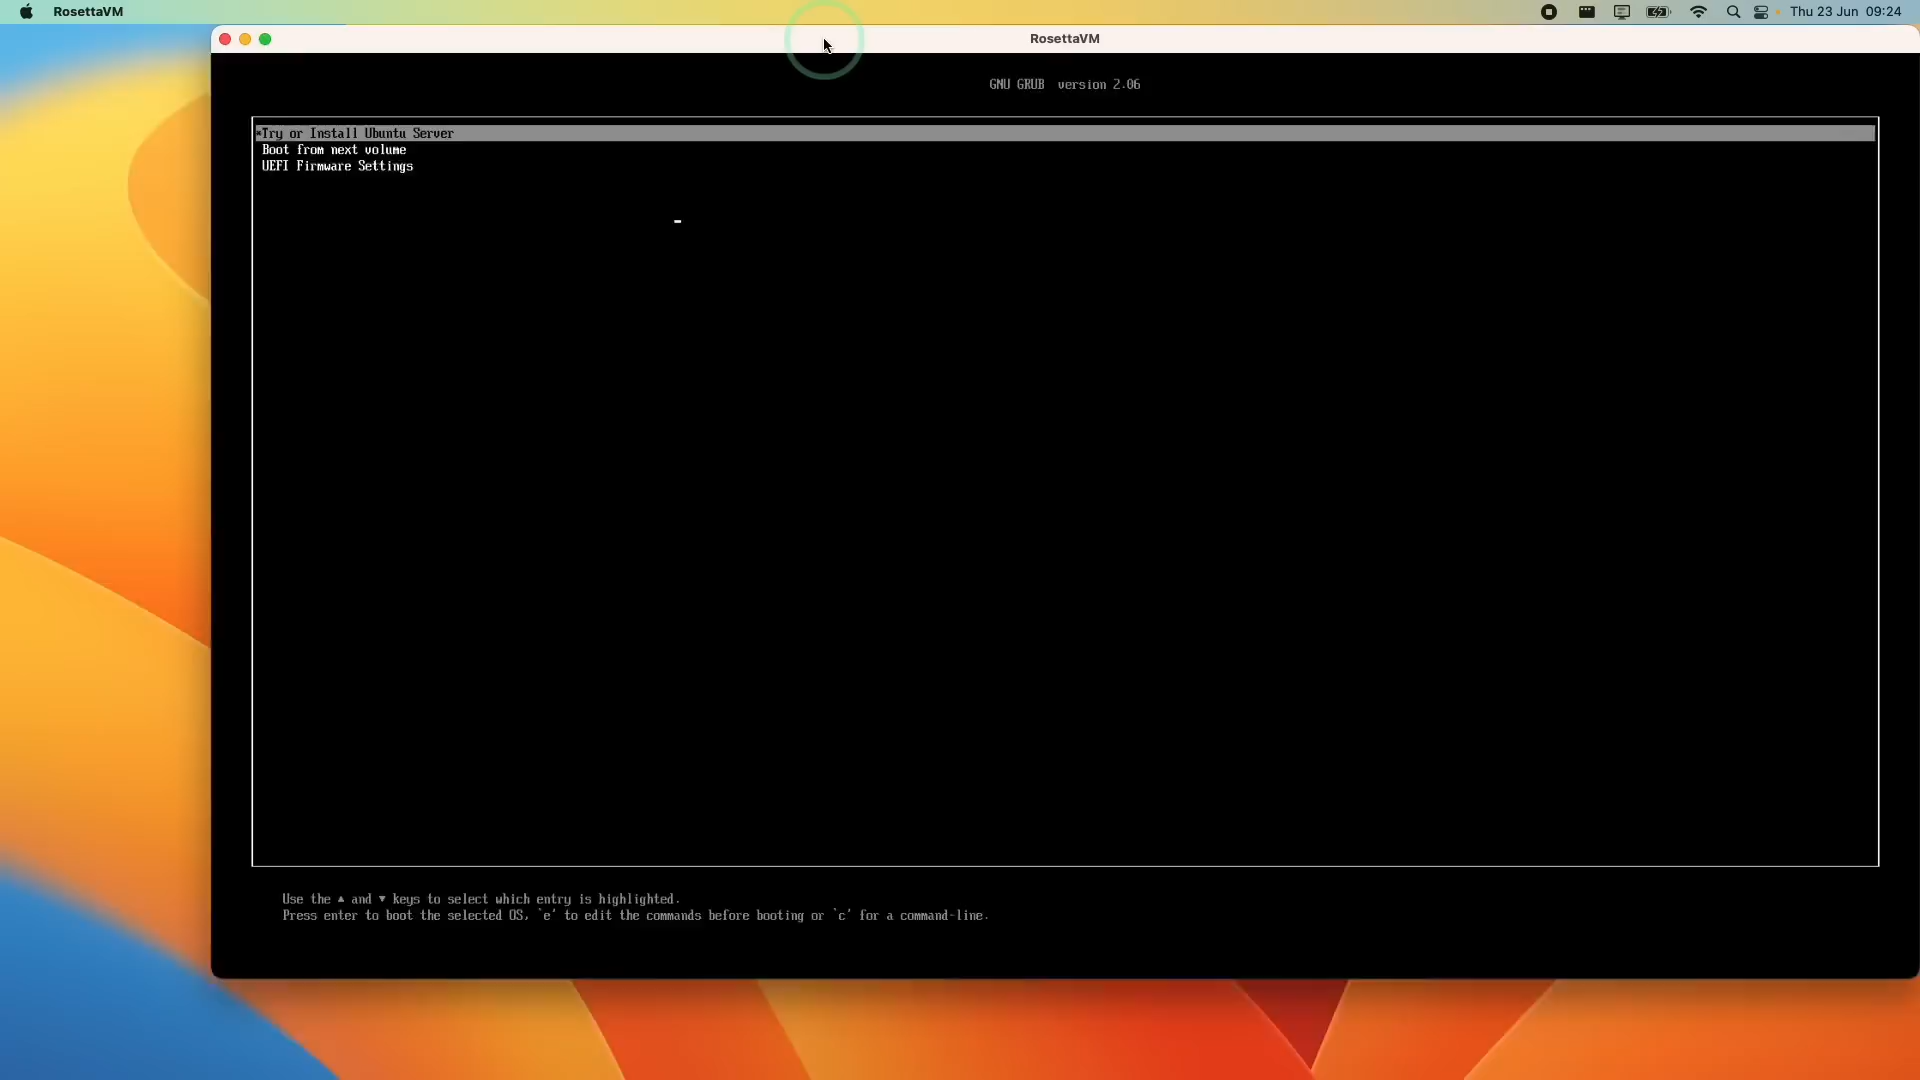 RosettaVM
Thu 23 Jun 09:24
RosettaVM
GNU GRUB version 2.06
*Try or Install Ubuntu Server
Boot from next volume
UEFI Firmware Settings
Use the ▲ and ▼ keys to select which entry is highlighted.
Press enter to boot the selected OS, `e' to edit the commands before booting or `c' for a command-line.